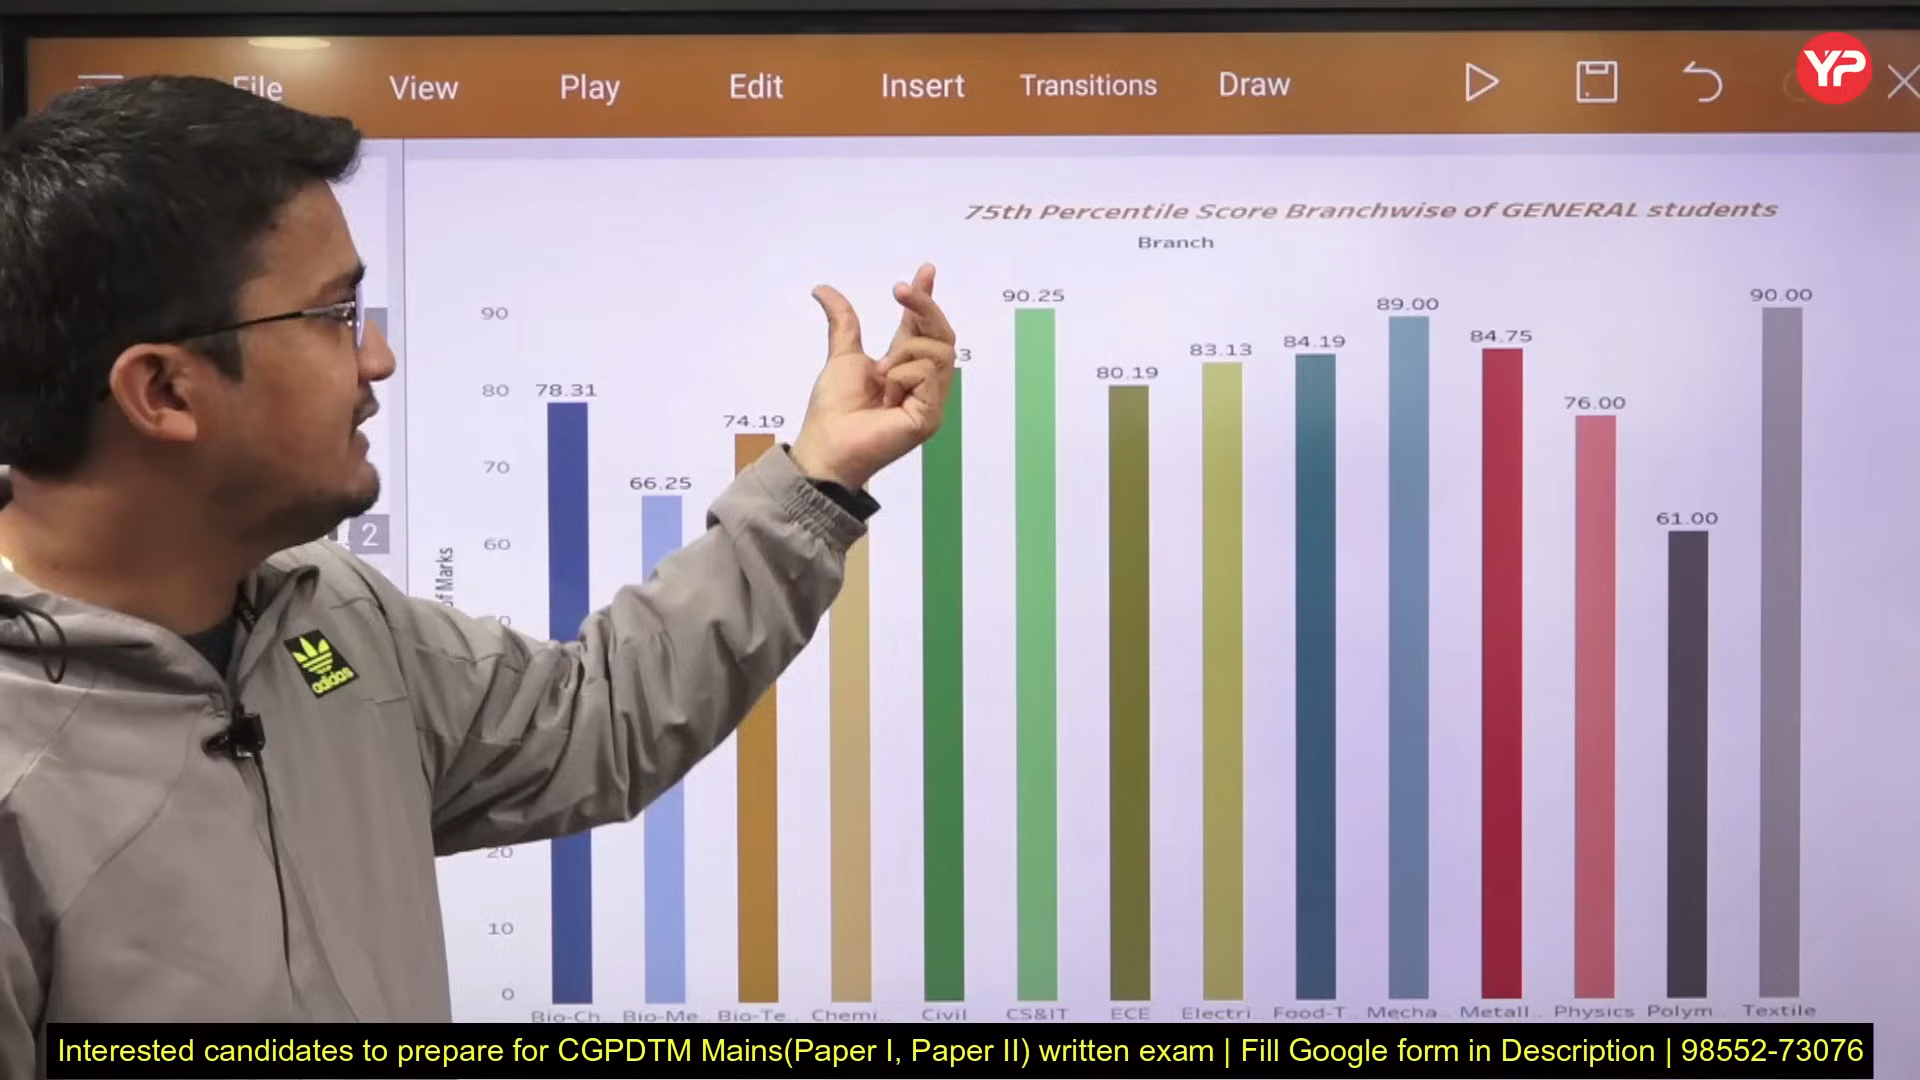 File View Play Edit Insert Transitions Draw
YP
75th Percentile Score Branchwise of GENERAL students
Branch
90.25
90.00
89.00
90
84.75
84.19
83.13
3
80.19
80
78.31
76.00
74.19
70
66.25
61.00
60
2
of Marks
adidas
20
10
0
Bio-Ch.. Bio-Me.. Bio-Te.. Chemi.. Civil CS&IT ECE Electri.. Food-T.. Mecha.. Metall.. Physics Polym.. Textile
Interested candidates to prepare for CGPDTM Mains(Paper I, Paper II) written exam | Fill Google form in Description | 98552-73076